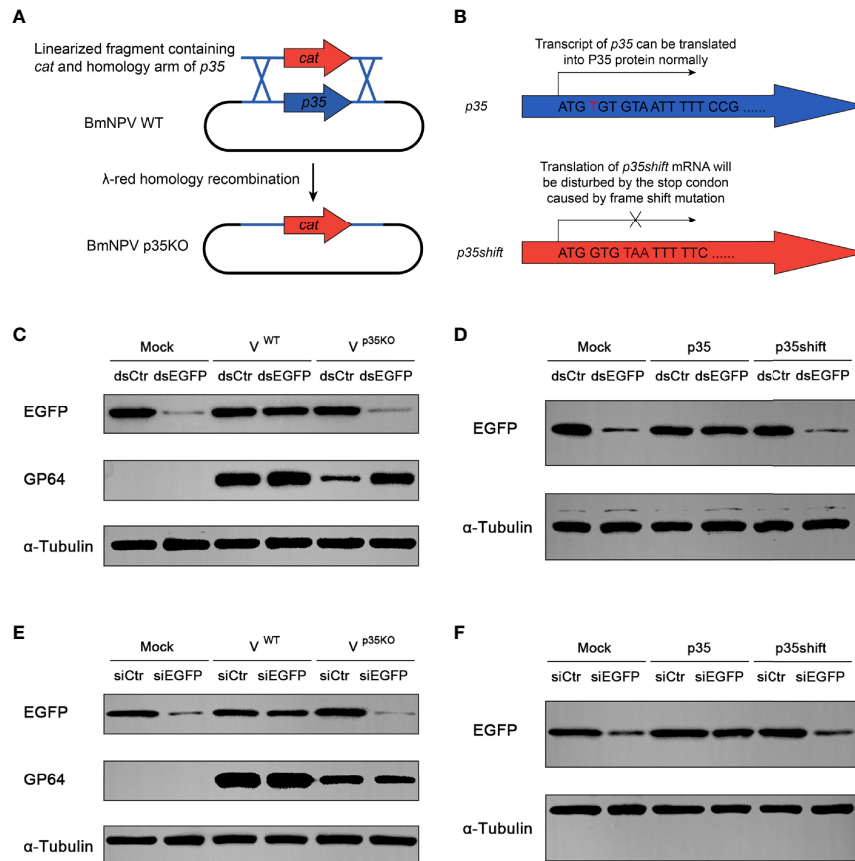 A
Linearized fragment containing
cat and homology arm of p35
cat
p35
BmNPV WT
λ-red homology recombination
cat
BmNPV p35KO
B
Transcript of p35 can be translated
into P35 protein normally
p35
ATG TGT GTA ATT TTT CCG ......
Translation of p35shift mRNA will
be disturbed by the stop condon
caused by frame shift mutation
p35shift
ATG GTG TAA TTT TTC ......
C
Mock V WT V p35KO
dsCtr dsEGFP dsCtr dsEGFP dsCtr dsEGFP
EGFP
GP64
α-Tubulin
D
Mock p35 p35shift
dsCtr dsEGFP dsCtr dsEGFP dsCtr dsEGFP
EGFP
α-Tubulin
E
Mock V WT V p35KO
siCtr siEGFP siCtr siEGFP siCtr siEGFP
EGFP
GP64
α-Tubulin
F
Mock p35 p35shift
siCtr siEGFP siCtr siEGFP siCtr siEGFP
EGFP
α-Tubulin